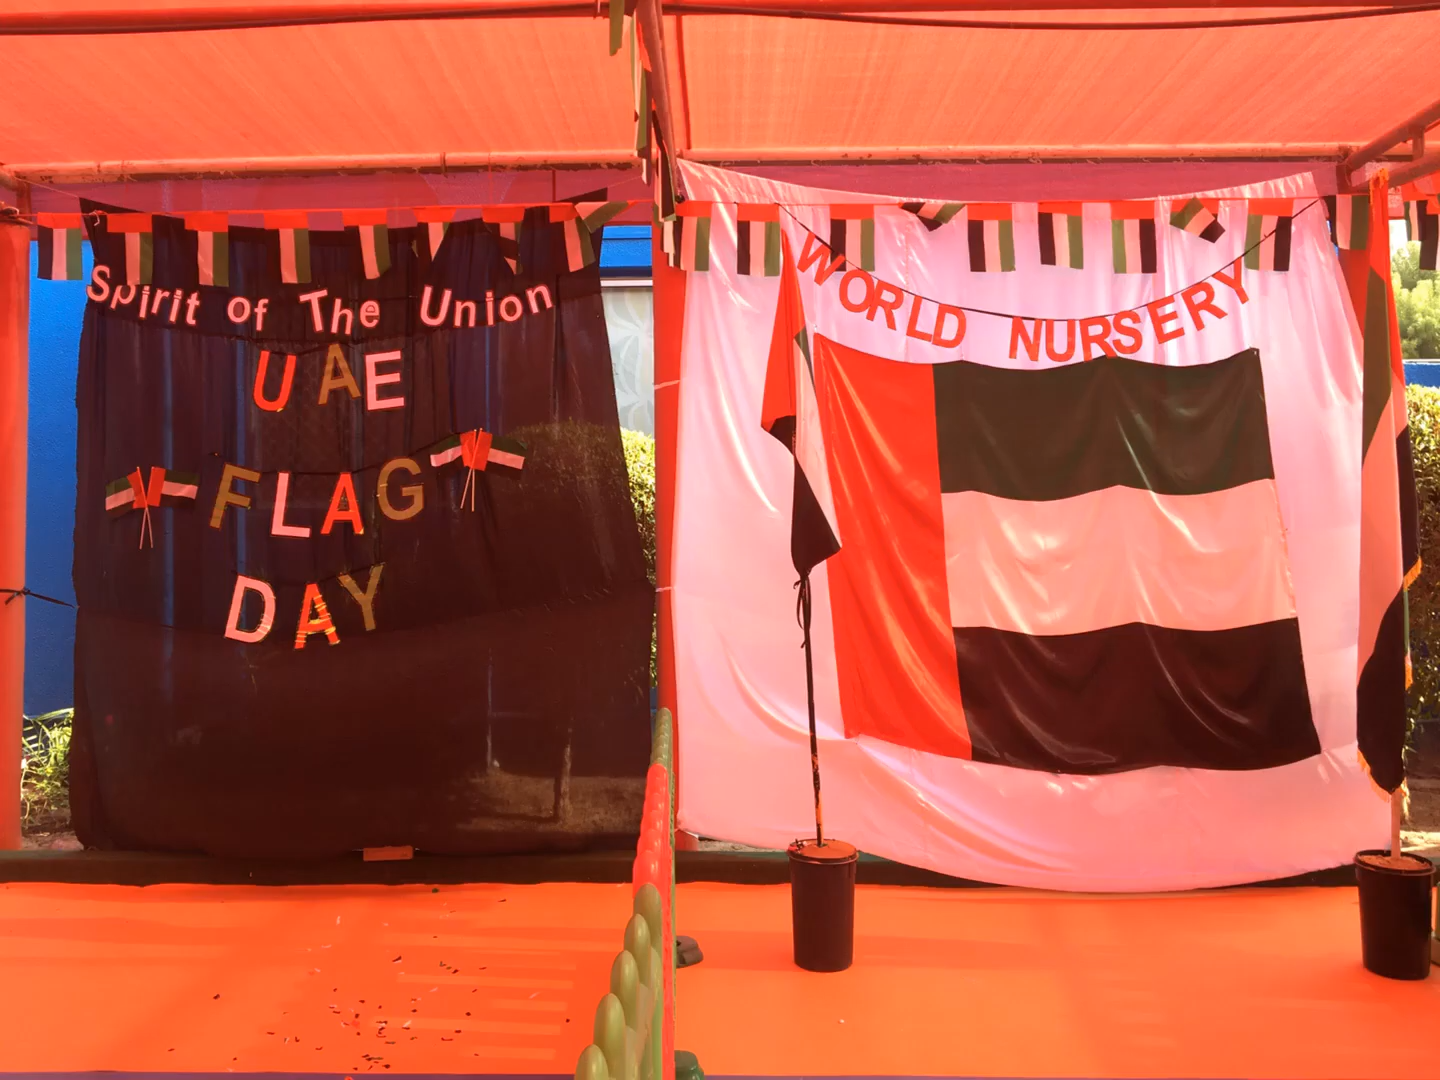 Spirit of The Union
UAE
FLAG
DAY
WORLD NURSERY